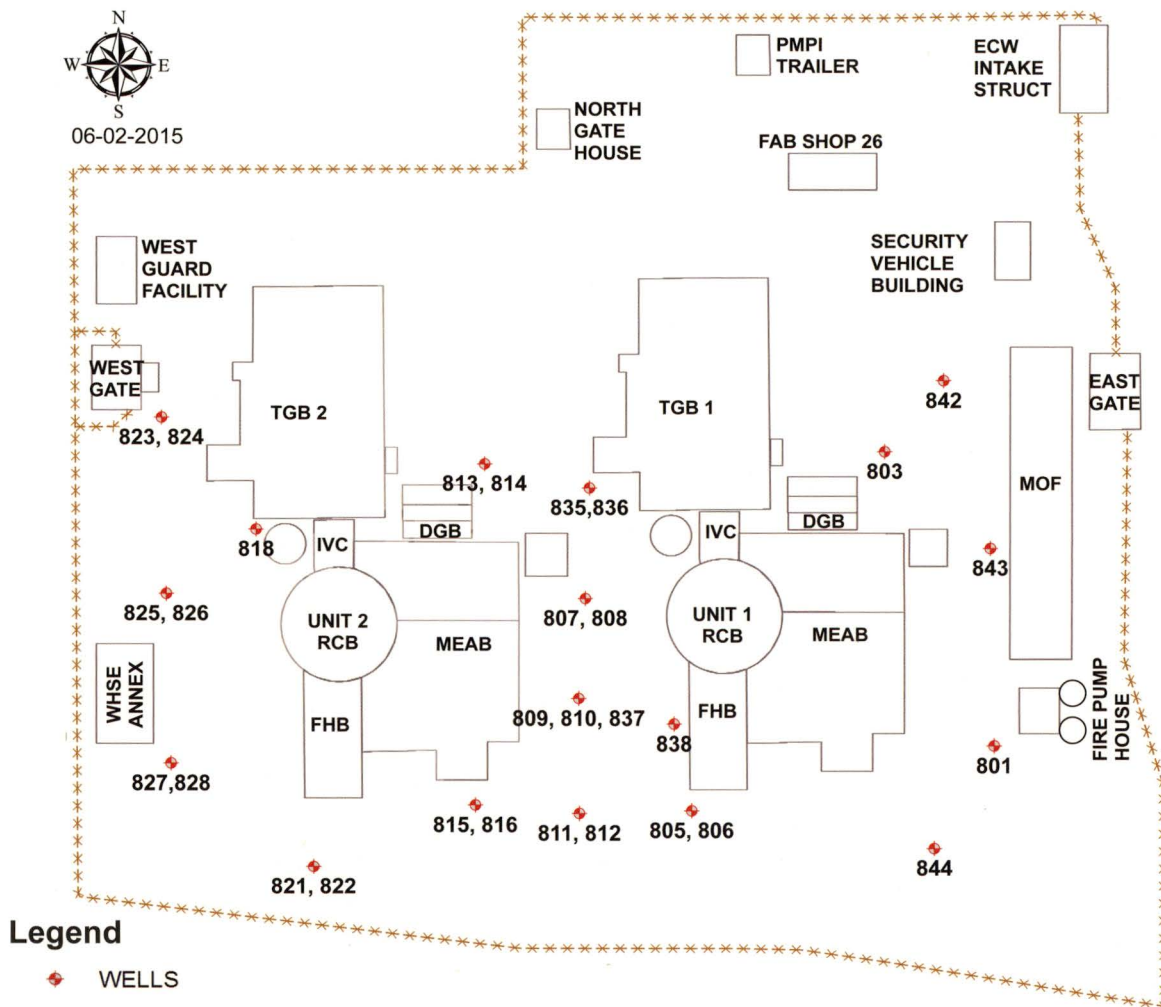 N
W E
S
06-02-2015
PMPI
TRAILER
ECW
INTAKE
STRUCT
NORTH
GATE
HOUSE
FAB SHOP 26
WEST
GUARD
FACILITY
SECURITY
VEHICLE
BUILDING
WEST
GATE
EAST
GATE
TGB 2
TGB 1
842
823, 824
813, 814
835,836
803
MOF
818
IVC
DGB
IVC
DGB
843
825, 826
807, 808
UNIT 2
RCB
MEAB
UNIT 1
RCB
MEAB
WHSE
ANNEX
FHB
809, 810, 837
838
FHB
801
FIRE PUMP
HOUSE
827,828
815, 816
811, 812
805, 806
844
821, 822
Legend
WELLS